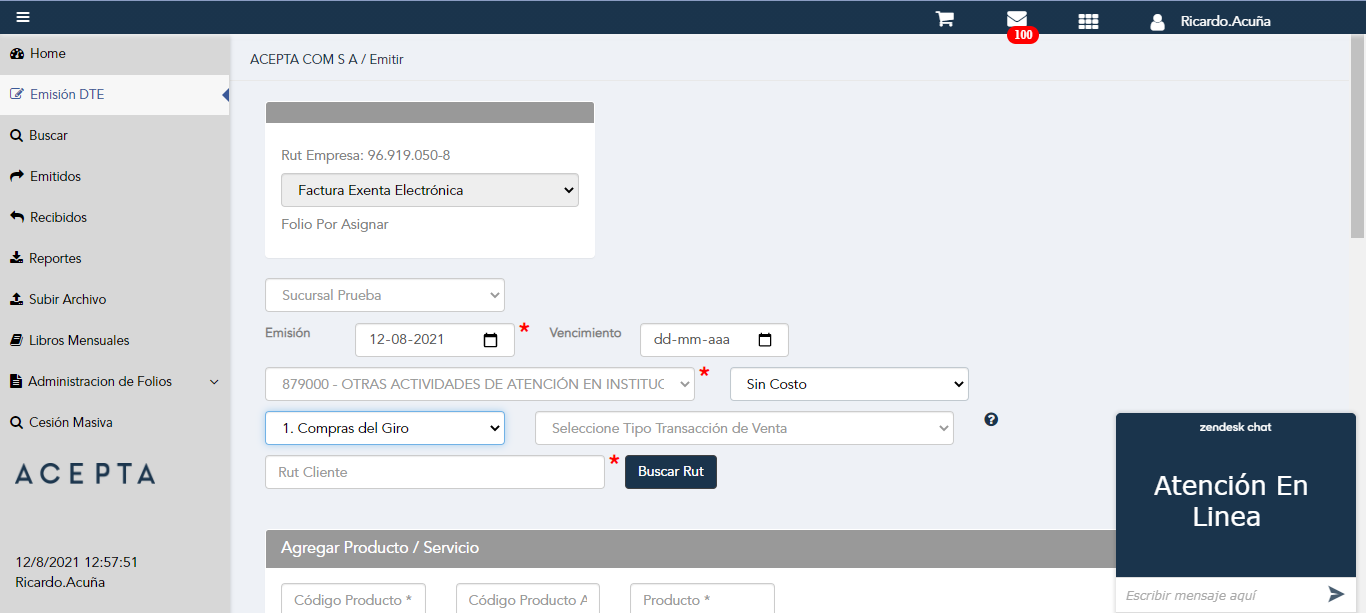 Ricardo.Acuña
100
Home
Emisión DTE
Buscar
Emitidos
Recibidos
Reportes
Subir Archivo
Libros Mensuales
Administracion de Folios
Cesión Masiva
ACEPTA
12/8/2021 12:57:51
Ricardo.Acuña
ACEPTA COM S A / Emitir
Rut Empresa: 96.919.050-8
Factura Exenta Electrónica
Folio Por Asignar
Sucursal Prueba
Emisión 12-08-2021 * Vencimiento dd-mm-aaa
879000 - OTRAS ACTIVIDADES DE ATENCIÓN EN INSTITUC * Sin Costo
1. Compras del Giro Seleccione Tipo Transacción de Venta ?
Rut Cliente * Buscar Rut
Agregar Producto / Servicio
Código Producto * Código Producto A Producto *
zendesk chat
Atención En
Linea
Escribir mensaje aquí